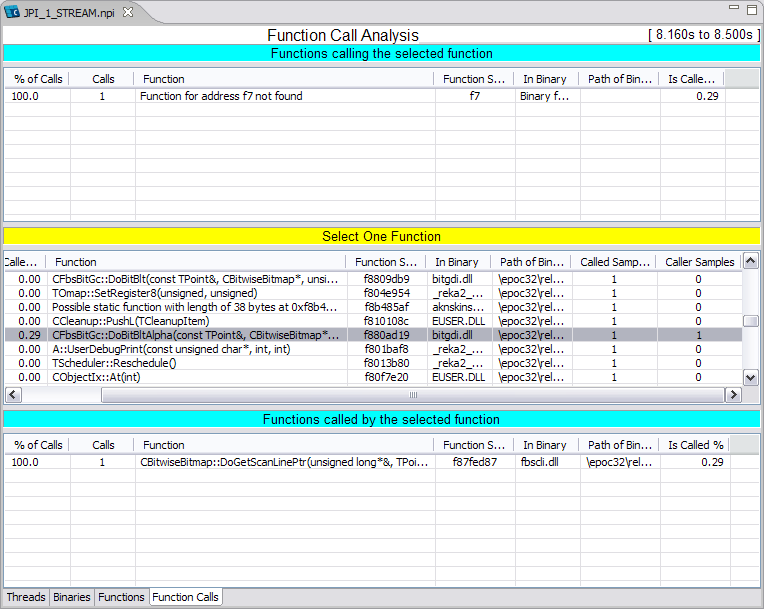 JPI_1_STREAM.npi
Function Call Analysis [ 8.160s to 8.500s ]
Functions calling the selected function
% of Calls Calls Function Function S... In Binary Path of Bin... Is Calle...
100.0 1 Function for address f7 not found f7 Binary f... 0.29
Select One Function
Calle... Function Function S... In Binary Path of Bin... Called Samp... Caller Samples
0.00 CFbsBitGc::DoBitBlt(const TPoint&, CBitwiseBitmap*, unsi... f8809db9 bitgdi.dll \epoc32\rel... 1 0
0.00 TOmap::SetRegister8(unsigned, unsigned) f804e954 _reka2_... \epoc32\rel... 1 0
0.00 Possible static function with length of 38 bytes at 0xf8b4... f8b485af aknskins... \epoc32\rel... 1 0
0.00 CCleanup::PushL(TCleanupItem) f810108c EUSER.DLL \epoc32\rel... 1 0
0.29 CFbsBitGc::DoBitBltAlpha(const TPoint&, CBitwiseBitmap*... f880ad19 bitgdi.dll \epoc32\rel... 1 1
0.00 A::UserDebugPrint(const unsigned char*, int, int) f801baf8 _reka2_... \epoc32\rel... 1 0
0.00 TScheduler::Reschedule() f8013b80 _reka2_... \epoc32\rel... 1 0
0.00 CObjectIx::At(int) f80f7e20 EUSER.DLL \epoc32\rel... 1 0
Functions called by the selected function
% of Calls Calls Function Function S... In Binary Path of Bin... Is Called %
100.0 1 CBitwiseBitmap::DoGetScanLinePtr(unsigned long*&, TPoi... f87fed87 fbscli.dll \epoc32\rel... 0.29
Threads Binaries Functions Function Calls